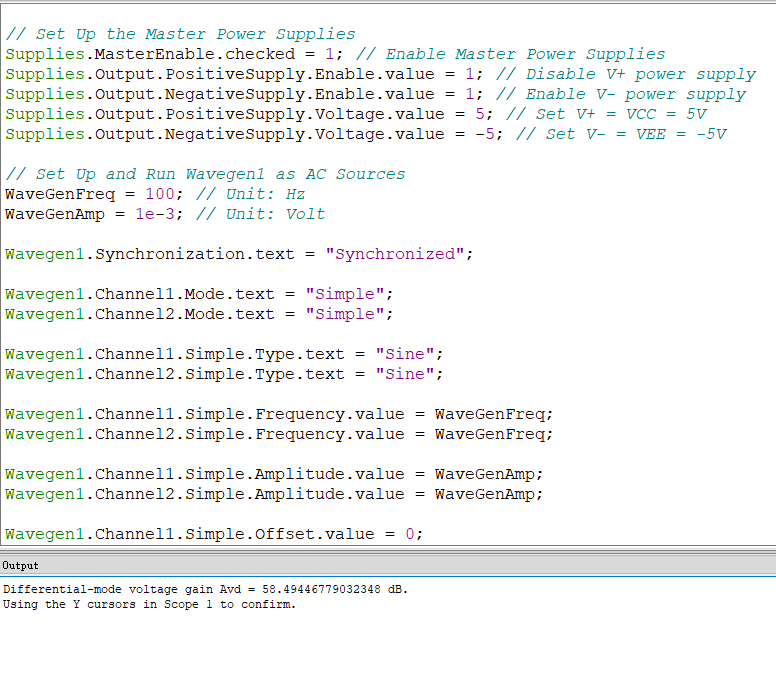 // Set Up the Master Power Supplies
Supplies.MasterEnable.checked = 1; // Enable Master Power Supplies
Supplies.Output.PositiveSupply.Enable.value = 1; // Disable V+ power supply
Supplies.Output.NegativeSupply.Enable.value = 1; // Enable V- power supply
Supplies.Output.PositiveSupply.Voltage.value = 5; // Set V+ = VCC = 5V
Supplies.Output.NegativeSupply.Voltage.value = -5; // Set V- = VEE = -5V
// Set Up and Run Wavegen1 as AC Sources
WaveGenFreq = 100; // Unit: Hz
WaveGenAmp = 1e-3; // Unit: Volt
Wavegen1.Synchronization.text = "Synchronized";
Wavegen1.Channel1.Mode.text = "Simple";
Wavegen1.Channel2.Mode.text = "Simple";
Wavegen1.Channel1.Simple.Type.text = "Sine";
Wavegen1.Channel2.Simple.Type.text = "Sine";
Wavegen1.Channel1.Simple.Frequency.value = WaveGenFreq;
Wavegen1.Channel2.Simple.Frequency.value = WaveGenFreq;
Wavegen1.Channel1.Simple.Amplitude.value = WaveGenAmp;
Wavegen1.Channel2.Simple.Amplitude.value = WaveGenAmp;
Wavegen1.Channel1.Simple.Offset.value = 0;
Output
Differential-mode voltage gain Avd = 58.49446779032348 dB.
Using the Y cursors in Scope 1 to confirm.